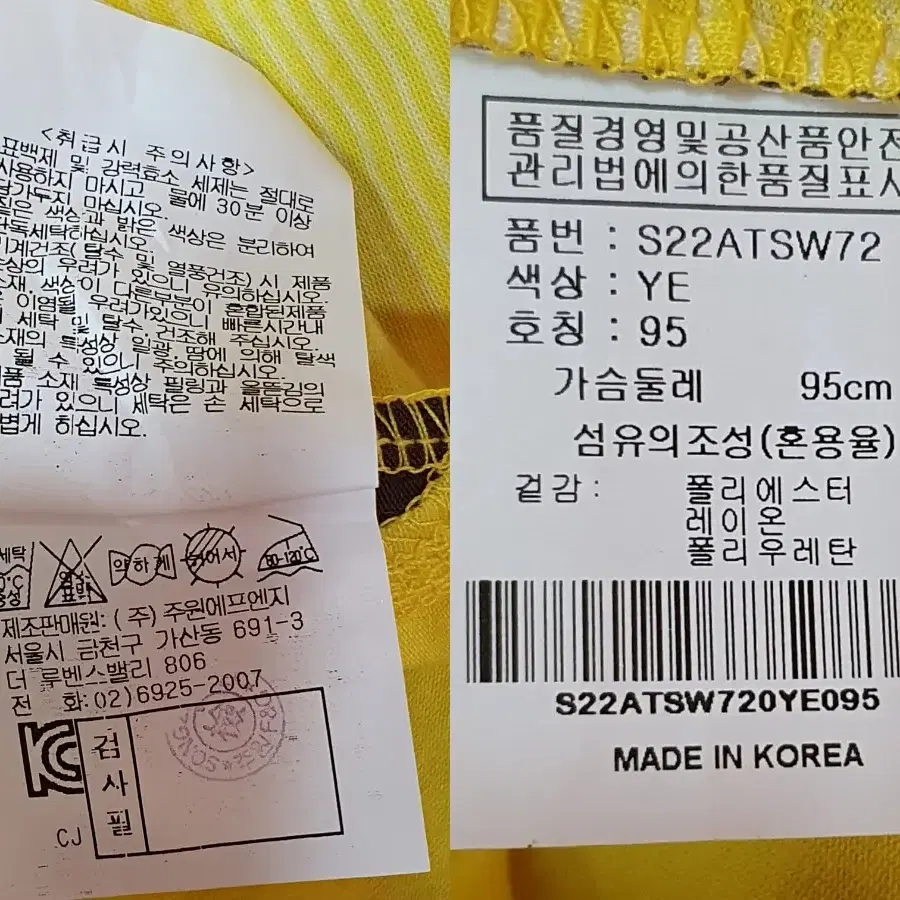 <취급시 주의사항>
표백제 및 강력효소 세제는 절대로
사용하지 마시고 물에 30분 이상
담가두지 마십시오.
짙은 색상과 밝은 색상은 분리하여
단독세탁하십시오.
기계건조(탈수 및 열풍건조) 시 제품
손상의 우려가 있으니 유의하십시오.
소재, 색상이 다른부분이 혼합된제품
은 이염될 우려가있으니 빠른시간내
세탁 및 탈수, 건조해 주십시오.
소재의 특성상 일광, 땀에 의해 탈색
될 수 있으니 주의하십시오.
제품 소재 특성상 필링과 올뜯김의
우려가 있으니 세탁은 손 세탁으로
가볍게 하십시오.
약하게
80-120℃
제조판매원: (주) 주원에프엔지
서울시 금천구 가산동 691-3
더 루벤스밸리 806
전 화:02)6925-2007
검사필
CJ
품질경영및공산품안전
관리법에의한품질표시
품번 : S22ATSW72
색상 : YE
호칭 : 95
가슴둘레 95cm
섬유의조성(혼용율)
겉감 : 폴리에스터
레이온
폴리우레탄
S22ATSW720YE095
MADE IN KOREA